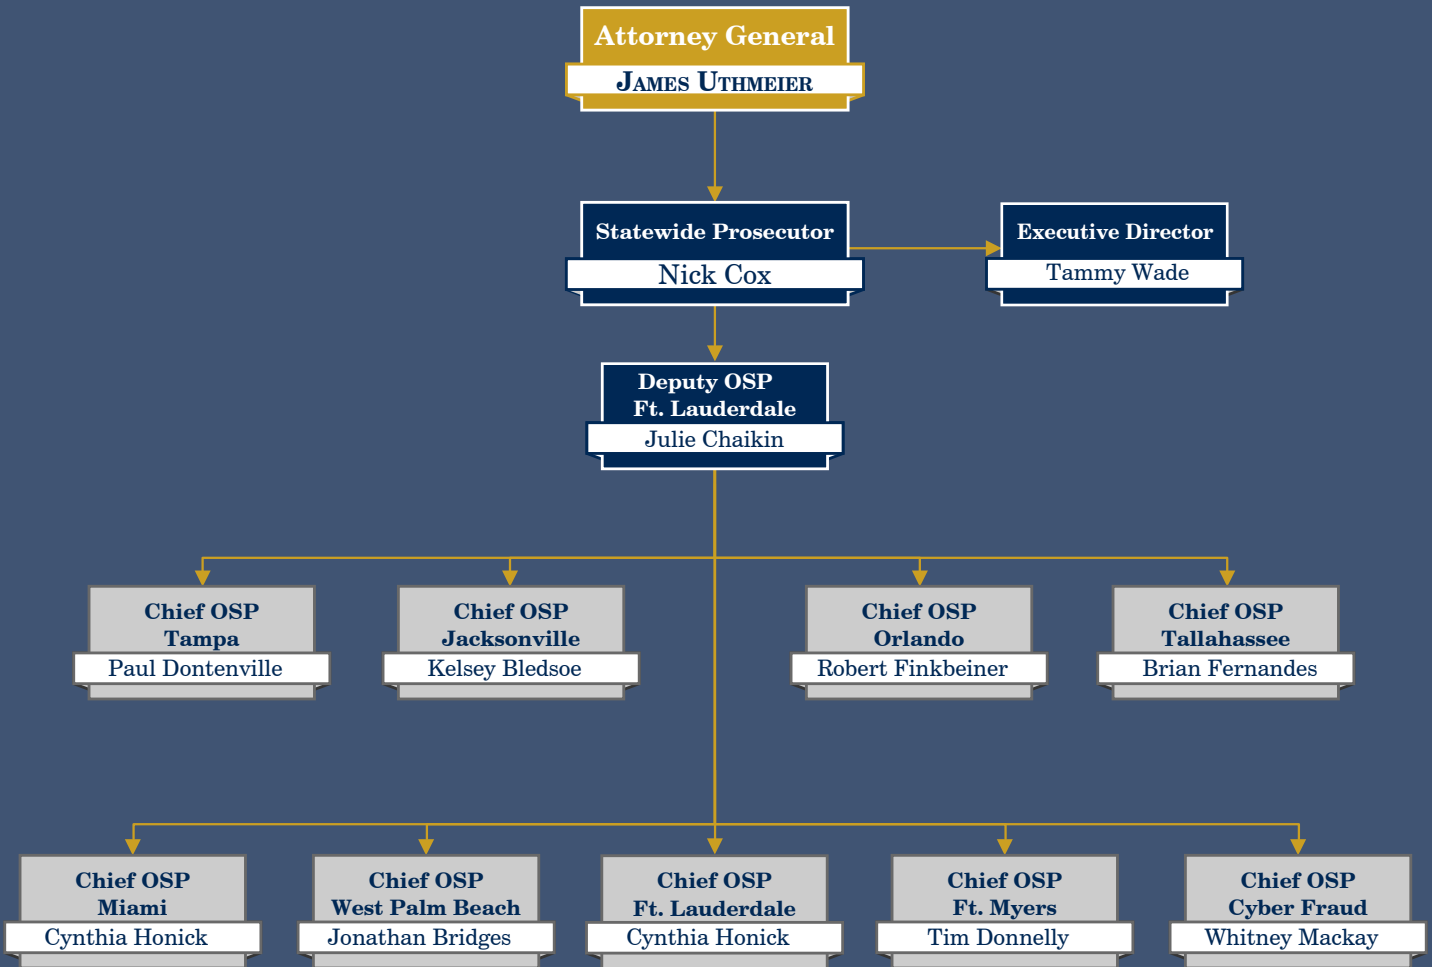 Attorney General
JAMES UTHMEIER
Statewide Prosecutor
Nick Cox
Executive Director
Tammy Wade
Deputy OSP
Ft. Lauderdale
Julie Chaikin
Chief OSP
Tampa
Paul Dontenville
Chief OSP
Jacksonville
Kelsey Bledsoe
Chief OSP
Orlando
Robert Finkbeiner
Chief OSP
Tallahassee
Brian Fernandes
Chief OSP
Miami
Cynthia Honick
Chief OSP
West Palm Beach
Jonathan Bridges
Chief OSP
Ft. Lauderdale
Cynthia Honick
Chief OSP
Ft. Myers
Tim Donnelly
Chief OSP
Cyber Fraud
Whitney Mackay